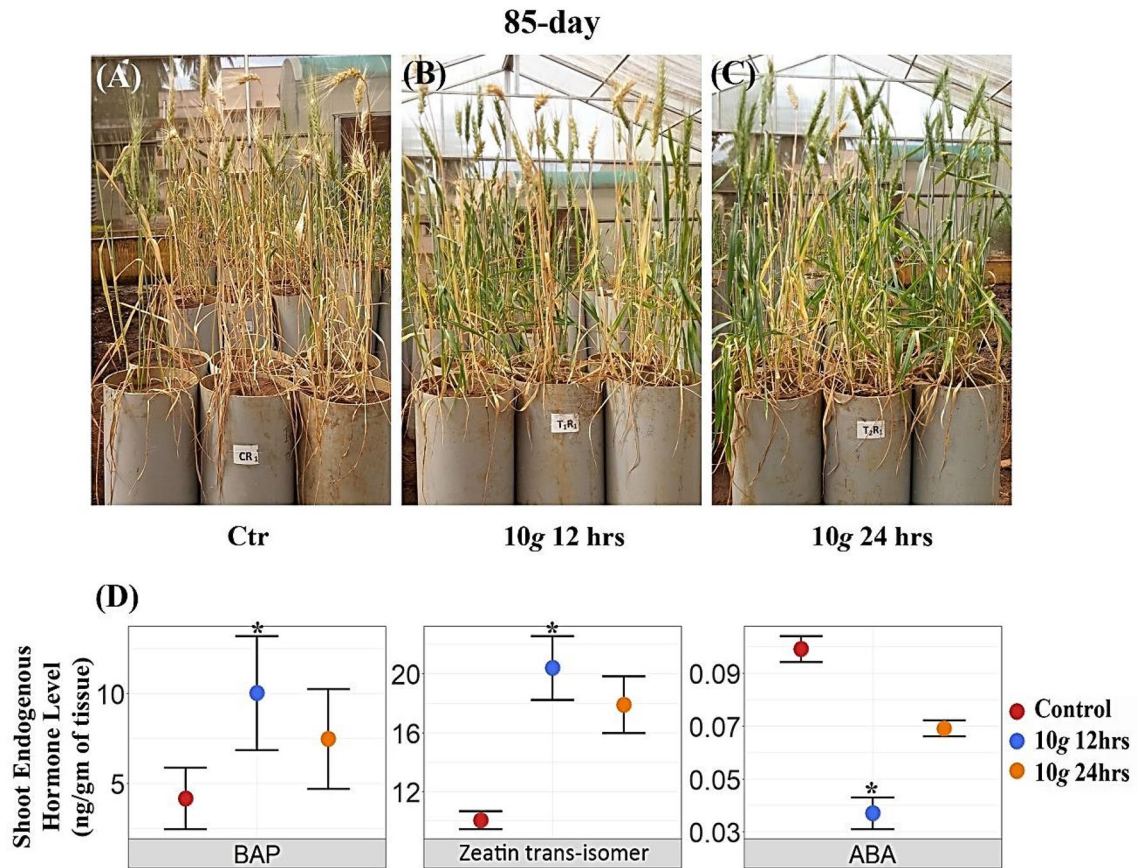 85-day
(A)
(B)
(C)
CR1
T1R1
T2R1
Ctr
10g 12 hrs
10g 24 hrs
(D)
Shoot Endogenous
Hormone Level
(ng/gm of tissue)
10
5
*
BAP
20
16
12
*
Zeatin trans-isomer
0.09
0.07
0.05
0.03
*
ABA
Control
10g 12hrs
10g 24hrs